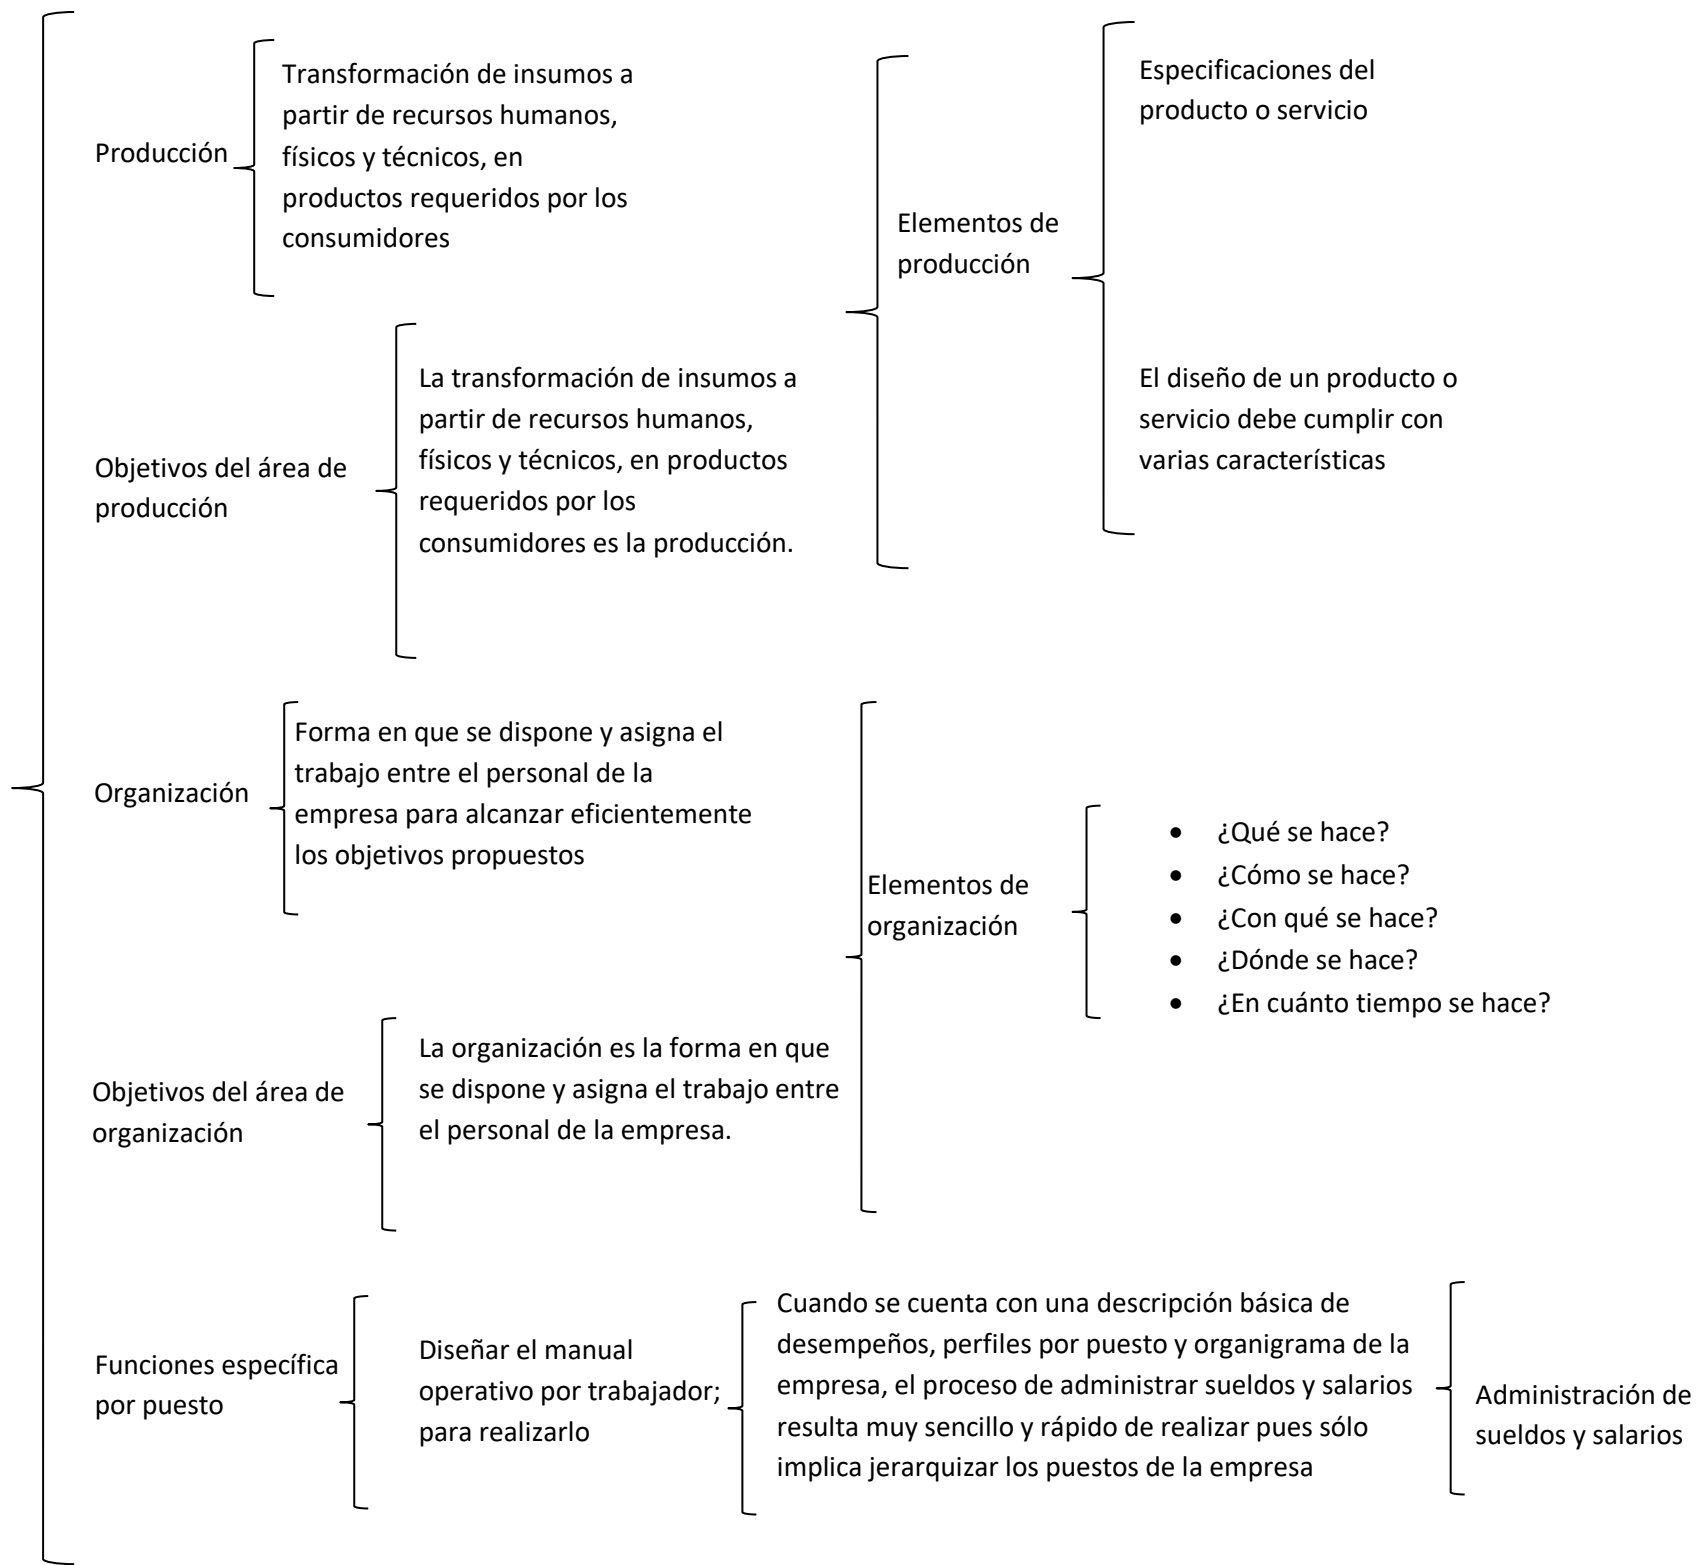 Producción
Transformación de insumos a
partir de recursos humanos,
físicos y técnicos, en
productos requeridos por los
consumidores
Objetivos del área de
producción
La transformación de insumos a
partir de recursos humanos,
físicos y técnicos, en productos
requeridos por los
consumidores es la producción.
Elementos de
producción
Especificaciones del
producto o servicio
El diseño de un producto o
servicio debe cumplir con
varias características
Organización
Forma en que se dispone y asigna el
trabajo entre el personal de la
empresa para alcanzar eficientemente
los objetivos propuestos
Objetivos del área de
organización
La organización es la forma en que
se dispone y asigna el trabajo entre
el personal de la empresa.
Elementos de
organización
• ¿Qué se hace?
• ¿Cómo se hace?
• ¿Con qué se hace?
• ¿Dónde se hace?
• ¿En cuánto tiempo se hace?
Funciones específica
por puesto
Diseñar el manual
operativo por trabajador;
para realizarlo
Cuando se cuenta con una descripción básica de
desempeños, perfiles por puesto y organigrama de la
empresa, el proceso de administrar sueldos y salarios
resulta muy sencillo y rápido de realizar pues sólo
implica jerarquizar los puestos de la empresa
Administración de
sueldos y salarios